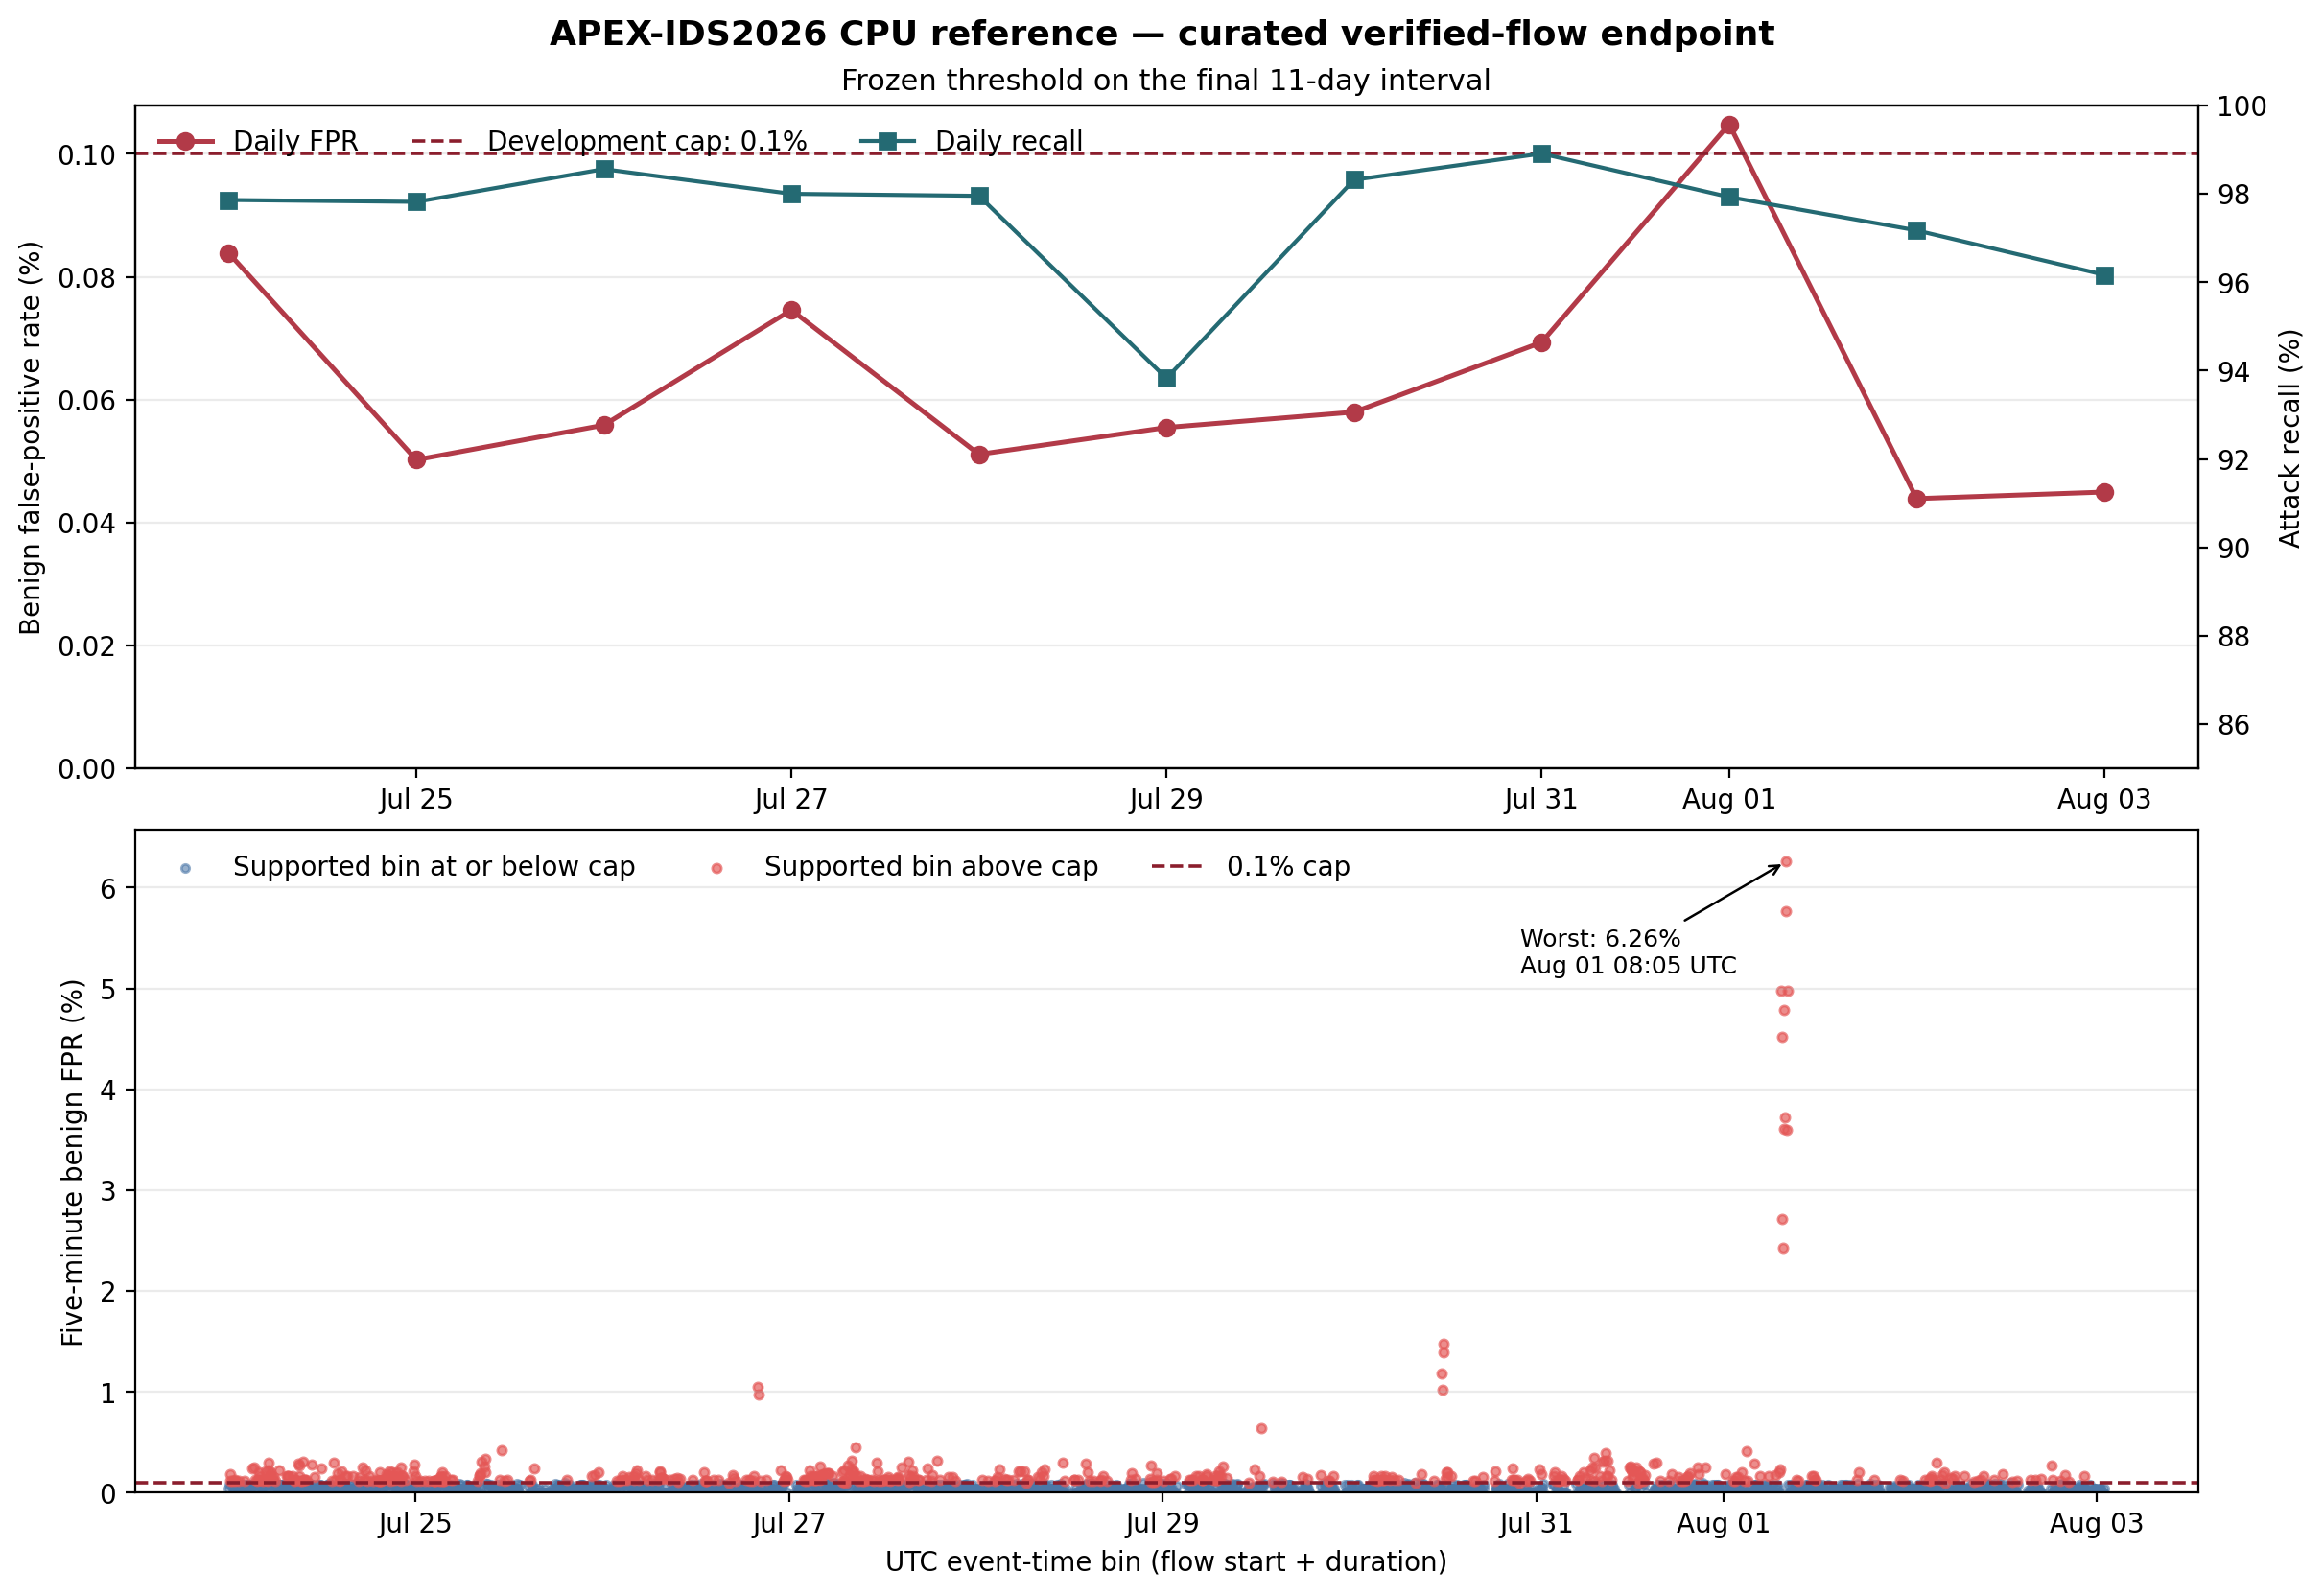 APEX-IDS2026 CPU reference — curated verified-flow endpoint
Frozen threshold on the final 11-day interval
Daily FPR
Development cap: 0.1%
Daily recall
Benign false-positive rate (%)
0.10
0.08
0.06
0.04
0.02
0.00
Attack recall (%)
100
98
96
94
92
90
88
86
Jul 25
Jul 27
Jul 29
Jul 31
Aug 01
Aug 03
Supported bin at or below cap
Supported bin above cap
0.1% cap
Worst: 6.26%
Aug 01 08:05 UTC
Five-minute benign FPR (%)
6
5
4
3
2
1
0
Jul 25
Jul 27
Jul 29
Jul 31
Aug 01
Aug 03
UTC event-time bin (flow start + duration)